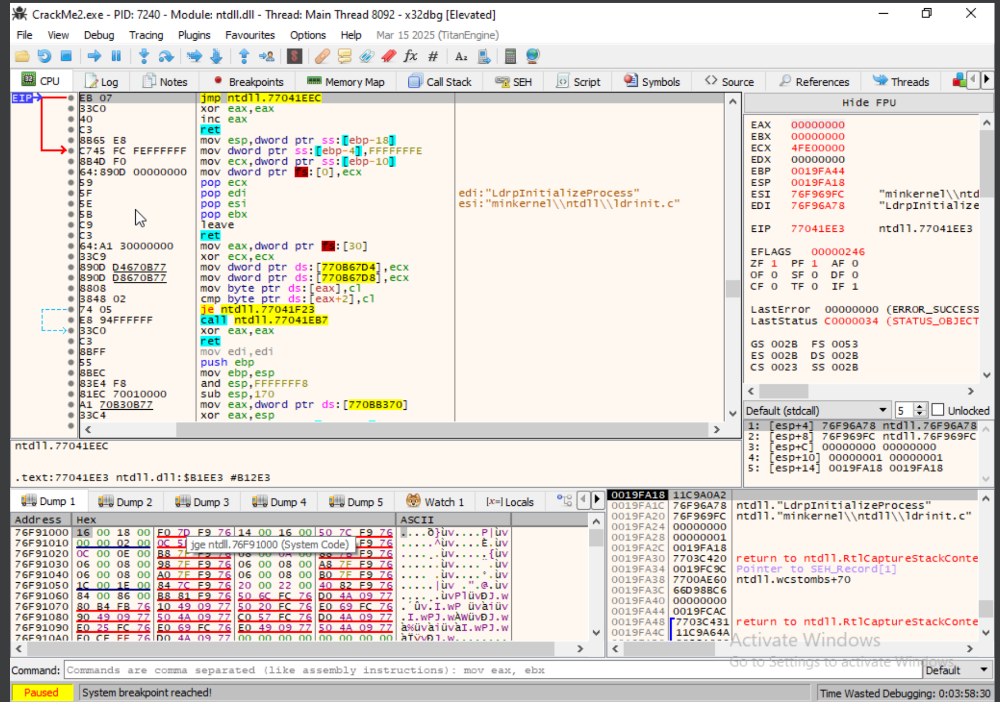 CrackMe2.exe - PID: 7240 - Module: ntdll.dll - Thread: Main Thread 8092 - x32dbg [Elevated]
File View Debug Tracing Plugins Favourites Options Help Mar 15 2025 (TitanEngine)
CPU Log Notes Breakpoints Memory Map Call Stack SEH Script Symbols Source References Threads
EIP EB 07 jmp ntdll.77041EEC
33C0 xor eax,eax
40 inc eax
C3 ret
8B65 E8 mov esp,dword ptr ss:[ebp-18]
C745 FC FEFFFFFF mov dword ptr ss:[ebp-4],FFFFFFFE
8B4D F0 mov ecx,dword ptr ss:[ebp-10]
64:890D 00000000 mov dword ptr fs:[0],ecx
59 pop ecx
5F pop edi edi:"LdrpInitializeProcess"
5E pop esi esi:"minkernel\\ntdll\\ldrinit.c"
5B pop ebx
C9 leave
C3 ret
64:A1 30000000 mov eax,dword ptr fs:[30]
33C9 xor ecx,ecx
890D D4670B77 mov dword ptr ds:[770B67D4],ecx
890D D8670B77 mov dword ptr ds:[770B67D8],ecx
8808 mov byte ptr ds:[eax],cl
3848 02 cmp byte ptr ds:[eax+2],cl
74 05 je ntdll.77041F23
E8 94FFFFFF call ntdll.77041EB7
33C0 xor eax,eax
C3 ret
8BFF mov edi,edi
55 push ebp
8BEC mov ebp,esp
83E4 F8 and esp,FFFFFFF8
81EC 70010000 sub esp,170
A1 70B30B77 mov eax,dword ptr ds:[770BB370]
33C4 xor eax,esp
Hide FPU
EAX 00000000
EBX 00000000
ECX 4FE00000
EDX 00000000
EBP 0019FA44
ESP 0019FA18
ESI 76F969FC "minkernel\\ntd
EDI 76F96A78 "LdrpInitialize
EIP 77041EE3 ntdll.77041EE3
EFLAGS 00000246
ZF 1 PF 1 AF 0
OF 0 SF 0 DF 0
CF 0 TF 0 IF 1
LastError 00000000 (ERROR_SUCCESS
LastStatus C0000034 (STATUS_OBJECT
GS 002B FS 0053
ES 002B DS 002B
CS 0023 SS 002B
Default (stdcall) 5 Unlocked
1: [esp+4] 76F96A78 ntdll.76F96A78
2: [esp+8] 76F969FC ntdll.76F969FC
3: [esp+C] 00000000 00000000
4: [esp+10] 00000001 00000001
5: [esp+14] 0019FA18 0019FA18
ntdll.77041EEC
.text:77041EE3 ntdll.dll:$B1EE3 #B12E3
Dump 1 Dump 2 Dump 3 Dump 4 Dump 5 Watch 1 [x=] Locals
Address Hex ASCII
76F91000 16 00 18 00 F0 7D F9 76 14 00 16 00 50 7C F9 76 ....ð}ùv....P|ùv
76F91010 00 00 02 00 0C F9 76 .....^ùv....È.ùv
jge ntdll.76F91000 (System Code)
76F91020 0C 00 0E 00 B8 F9 76
76F91030 06 00 08 00 98 7F F9 76 06 00 08 00 A8 7F F9 76
76F91040 06 00 08 00 A0 7F F9 76 06 00 08 00 B0 7F F9 76
76F91050 1C 00 1E 00 84 7C F9 76 20 00 22 00 40 82 F9 76 .....|ùv .".@.ùv
76F91060 84 00 86 00 B8 81 F9 76 50 6C FC 76 D0 4A 09 77 .....ùvPlüvÐJ.w
76F91070 80 B4 FB 76 10 49 09 77 50 20 FC 76 E0 69 FC 76 .´ûv.I.wP üvàiüv
76F91080 90 49 09 77 50 4A 09 77 C0 57 FC 76 D0 4A 09 77 .I.wPJ.wÀWüvÐJ.w
76F91090 E0 25 FC 76 E0 69 FC 76 E0 49 09 77 50 4A 09 77 à%üvàiüvàI.wPJ.w
76F910A0 E0 CF FF 76 D0 4A 09 77 00 00 00 00 00 00 00 00
0019FA18 11C9A0A2
0019FA1C 76F96A78 ntdll."LdrpInitializeProcess"
0019FA20 76F969FC ntdll."minkernel\\ntdll\\ldrinit.c"
0019FA24 00000000
0019FA28 00000001
0019FA2C 0019FA18
0019FA30 7703C420 return to ntdll.RtlCaptureStackConte
0019FA34 0019FC9C Pointer to SEH_Record[1]
0019FA38 7700AE60 ntdll.wcstombs+70
0019FA3C 66D98BC6
0019FA40 00000000
0019FA44 0019FCAC
0019FA48 7703C431 return to ntdll.RtlCaptureStackConte
0019FA4C 11C9A64A
Activate Windows
Go to Settings to activate Windows.
Command: Commands are comma separated (like assembly instructions): mov eax, ebx Default
Paused System breakpoint reached! Time Wasted Debugging: 0:03:58:30